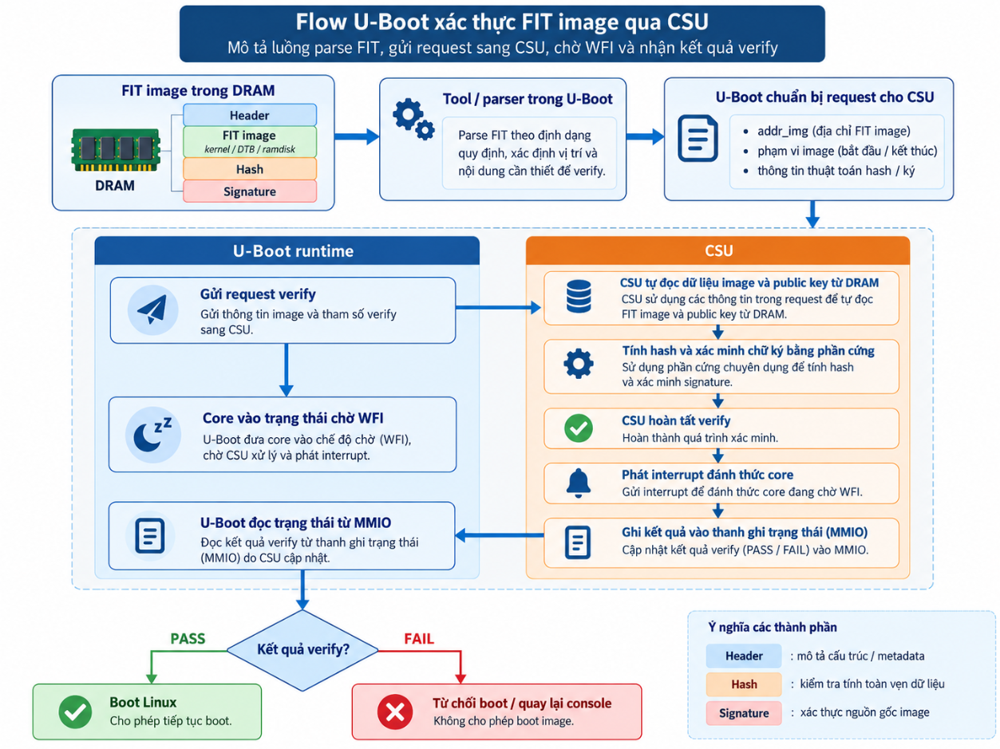 Flow U-Boot xác thực FIT image qua CSU
Mô tả luồng parse FIT, gửi request sang CSU, chờ WFI và nhận kết quả verify
FIT image trong DRAM
Header
FIT image
kernel / DTB / ramdisk
Hash
Signature
DRAM
Tool / parser trong U-Boot
Parse FIT theo định dạng
quy định, xác định vị trí và
nội dung cần thiết để verify.
U-Boot chuẩn bị request cho CSU
• addr_img (địa chỉ FIT image)
• phạm vi image (bắt đầu / kết thúc)
• thông tin thuật toán hash / ký
U-Boot runtime
Gửi request verify
Gửi thông tin image và tham số verify
sang CSU.
zZ
Core vào trạng thái chờ WFI
U-Boot đưa core vào chế độ chờ (WFI),
chờ CSU xử lý và phát interrupt.
U-Boot đọc trạng thái từ MMIO
Đọc kết quả verify từ thanh ghi trạng thái
(MMIO) do CSU cập nhật.
CSU
CSU tự đọc dữ liệu image và public key từ DRAM
CSU sử dụng các thông tin trong request để tự đọc
FIT image và public key từ DRAM.
Tính hash và xác minh chữ ký bằng phần cứng
Sử dụng phần cứng chuyên dụng để tính hash
và xác minh signature.
CSU hoàn tất verify
Hoàn thành quá trình xác minh.
Phát interrupt đánh thức core
Gửi interrupt để đánh thức core đang chờ WFI.
Ghi kết quả vào thanh ghi trạng thái (MMIO)
Cập nhật kết quả verify (PASS / FAIL) vào MMIO.
Kết quả verify?
PASS
FAIL
Boot Linux
Cho phép tiếp tục boot.
Từ chối boot / quay lại console
Không cho phép boot image.
Ý nghĩa các thành phần
Header : mô tả cấu trúc / metadata
Hash : kiểm tra tính toàn vẹn dữ liệu
Signature : xác thực nguồn gốc image